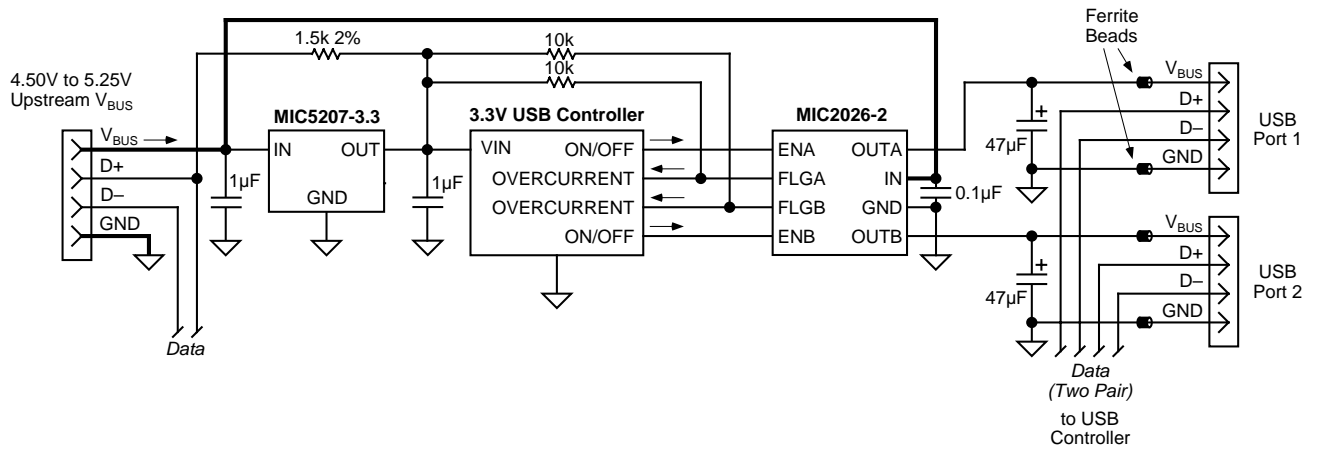 Ferrite
Beads
1.5k 2%
10k
10k
4.50V to 5.25V
Upstream VBUS
MIC5207-3.3
3.3V USB Controller
MIC2026-2
VBUS
D+
D–
GND
IN
OUT
GND
1µF
1µF
VIN
ON/OFF
OVERCURRENT
OVERCURRENT
ON/OFF
ENA
FLGA
FLGB
ENB
OUTA
IN
GND
OUTB
0.1µF
+
47µF
VBUS
D+
D–
GND
USB
Port 1
+
47µF
VBUS
D+
D–
GND
USB
Port 2
Data
Data
(Two Pair)
to USB
Controller